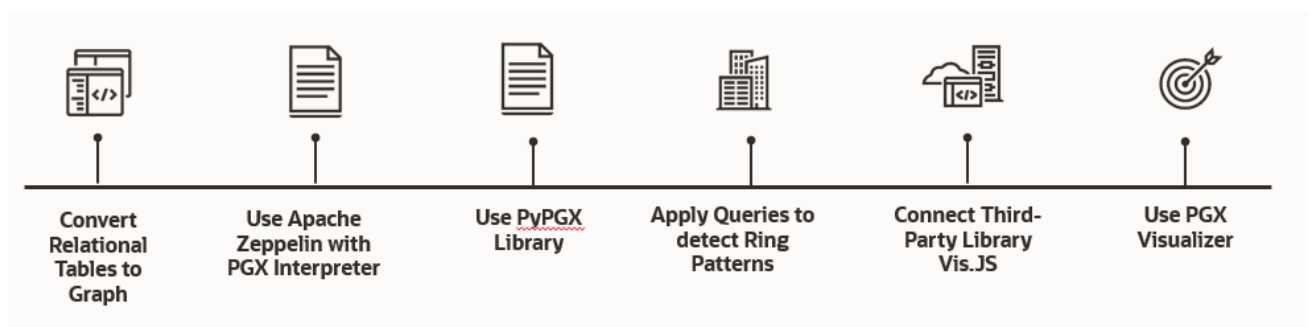 Convert
Relational
Tables to
Graph
Use Apache
Zeppelin with
PGX Interpreter
Use PyPGX
Library
Apply Queries to
detect Ring
Patterns
Connect Third-
Party Library
Vis.JS
Use PGX
Visualizer